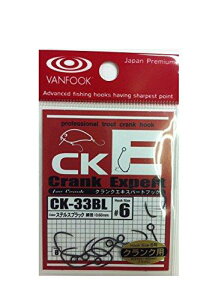 VANFOOK
Japan Premium
Advanced fishing hooks having sharpest point
professional trout crank hook
CK
Crank Expert
for Crank
クランクエキスパートフック
CK-33BL
Hook Size
#6
ステルスブラック
クランク用